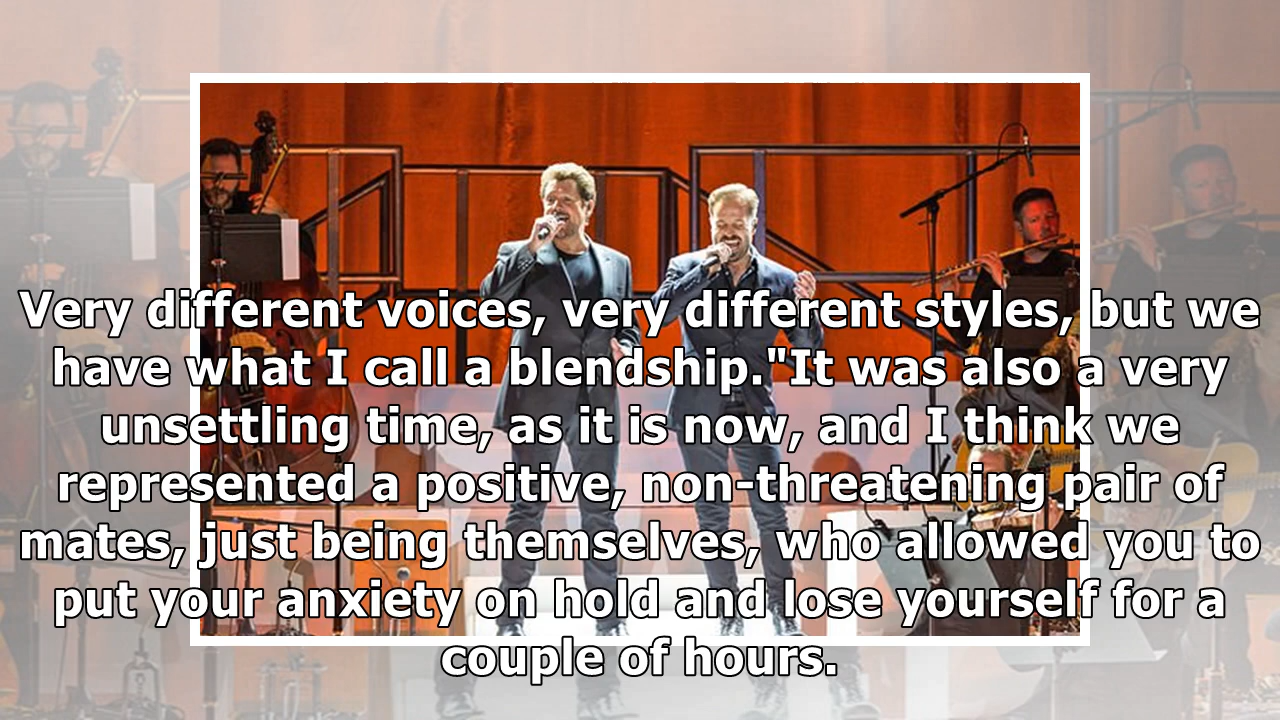 Very different voices, very different styles, but we
have what I call a blendship."It was also a very
unsettling time, as it is now, and I think we
represented a positive, non-threatening pair of
mates, just being themselves, who allowed you to
put your anxiety on hold and lose yourself for a
couple of hours.